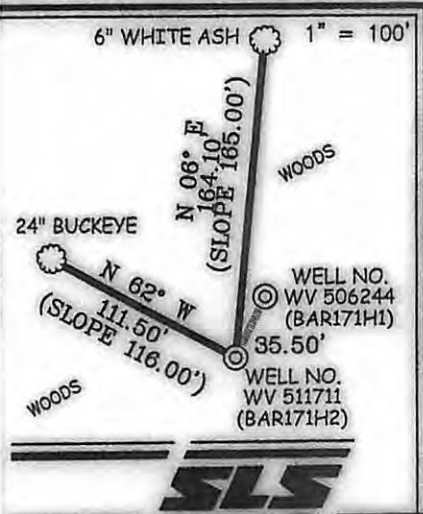 6" WHITE ASH
1" = 100'
N 06° E
164.10'
(SLOPE 165.00')
WOODS
24" BUCKEYE
N 62° W
111.50'
(SLOPE 116.00')
WELL NO.
WV 506244
(BAR171H1)
35.50'
WELL NO.
WV 511711
(BAR171H2)
WOODS
SLS